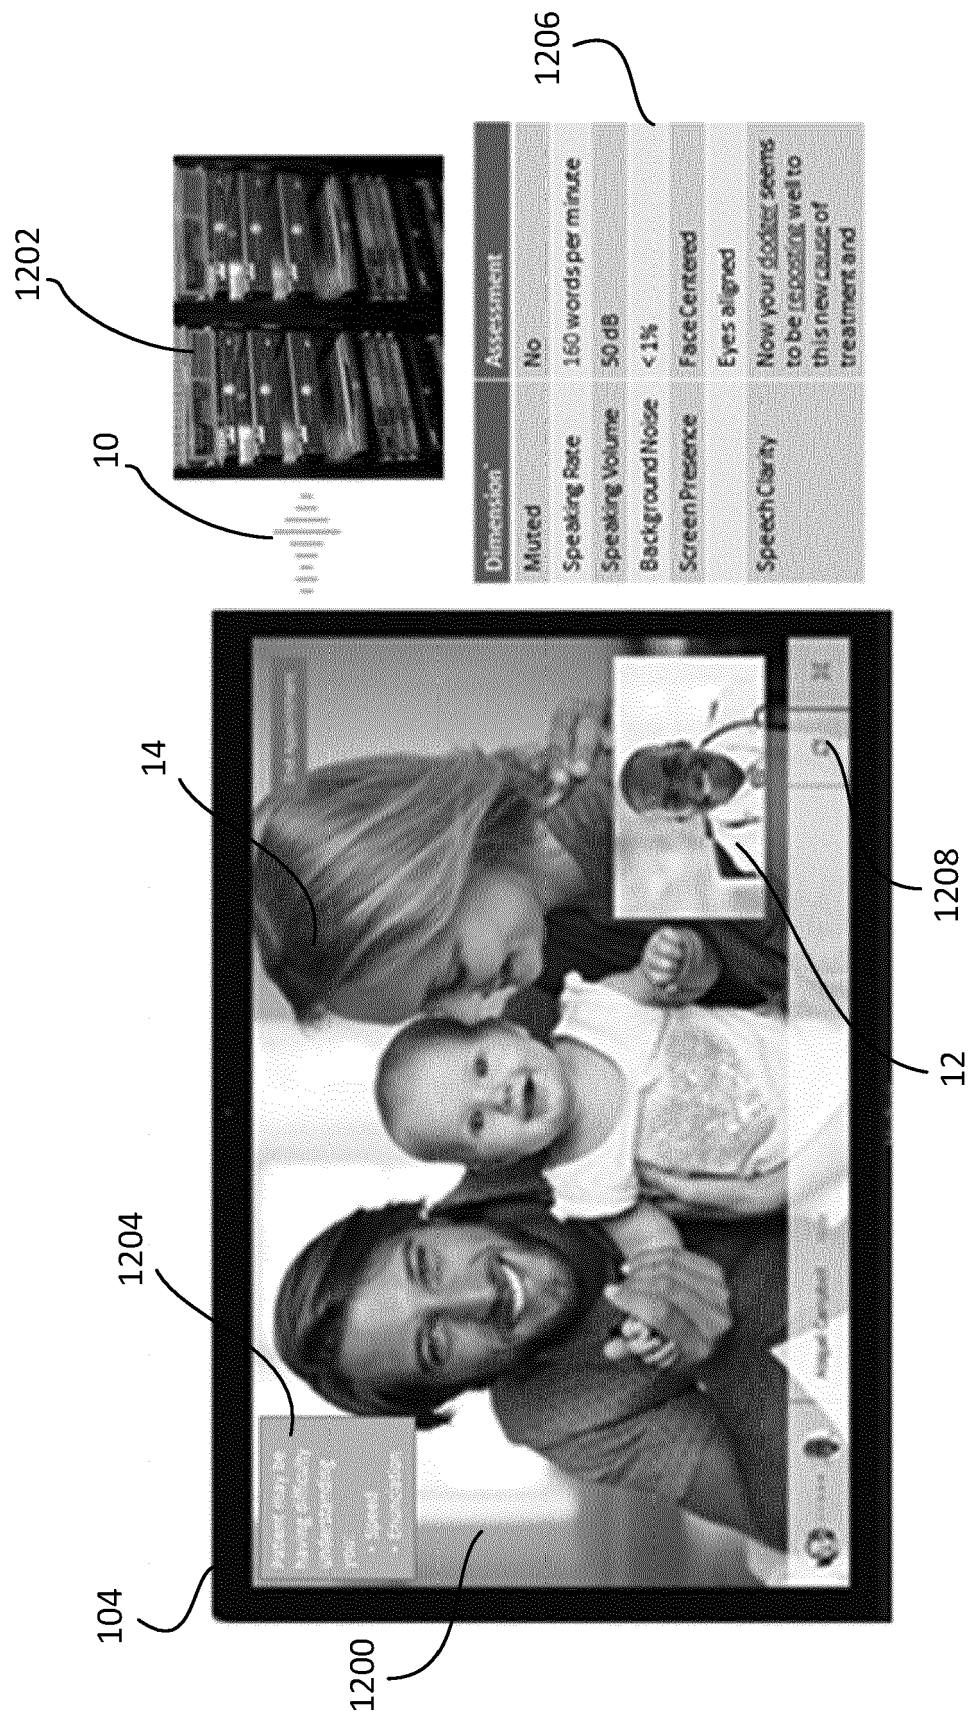 104
1200
1204
Patient may be
having difficulty
understanding
you:
• Speed
• Enunciation
14
10
1202
12
1208
1206
Dimension Assessment
Muted No
Speaking Rate 160 words per minute
Speaking Volume 50 dB
Background Noise < 1%
Screen Presence Face Centered
Eyes aligned
Speech Clarity Now your dodter seems
to be reposting well to
this new cause of
treatment and